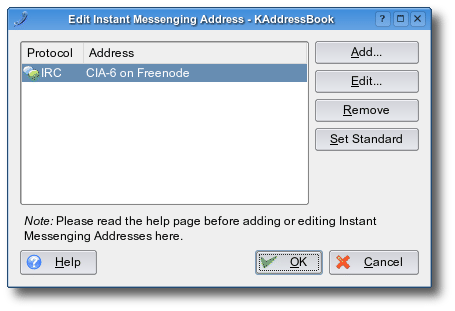 Edit Instant Messenging Address - KAddressBook
Protocol Address
IRC CIA-6 on Freenode
Add...
Edit...
Remove
Set Standard
Note: Please read the help page before adding or editing Instant
Messenging Addresses here.
Help OK Cancel